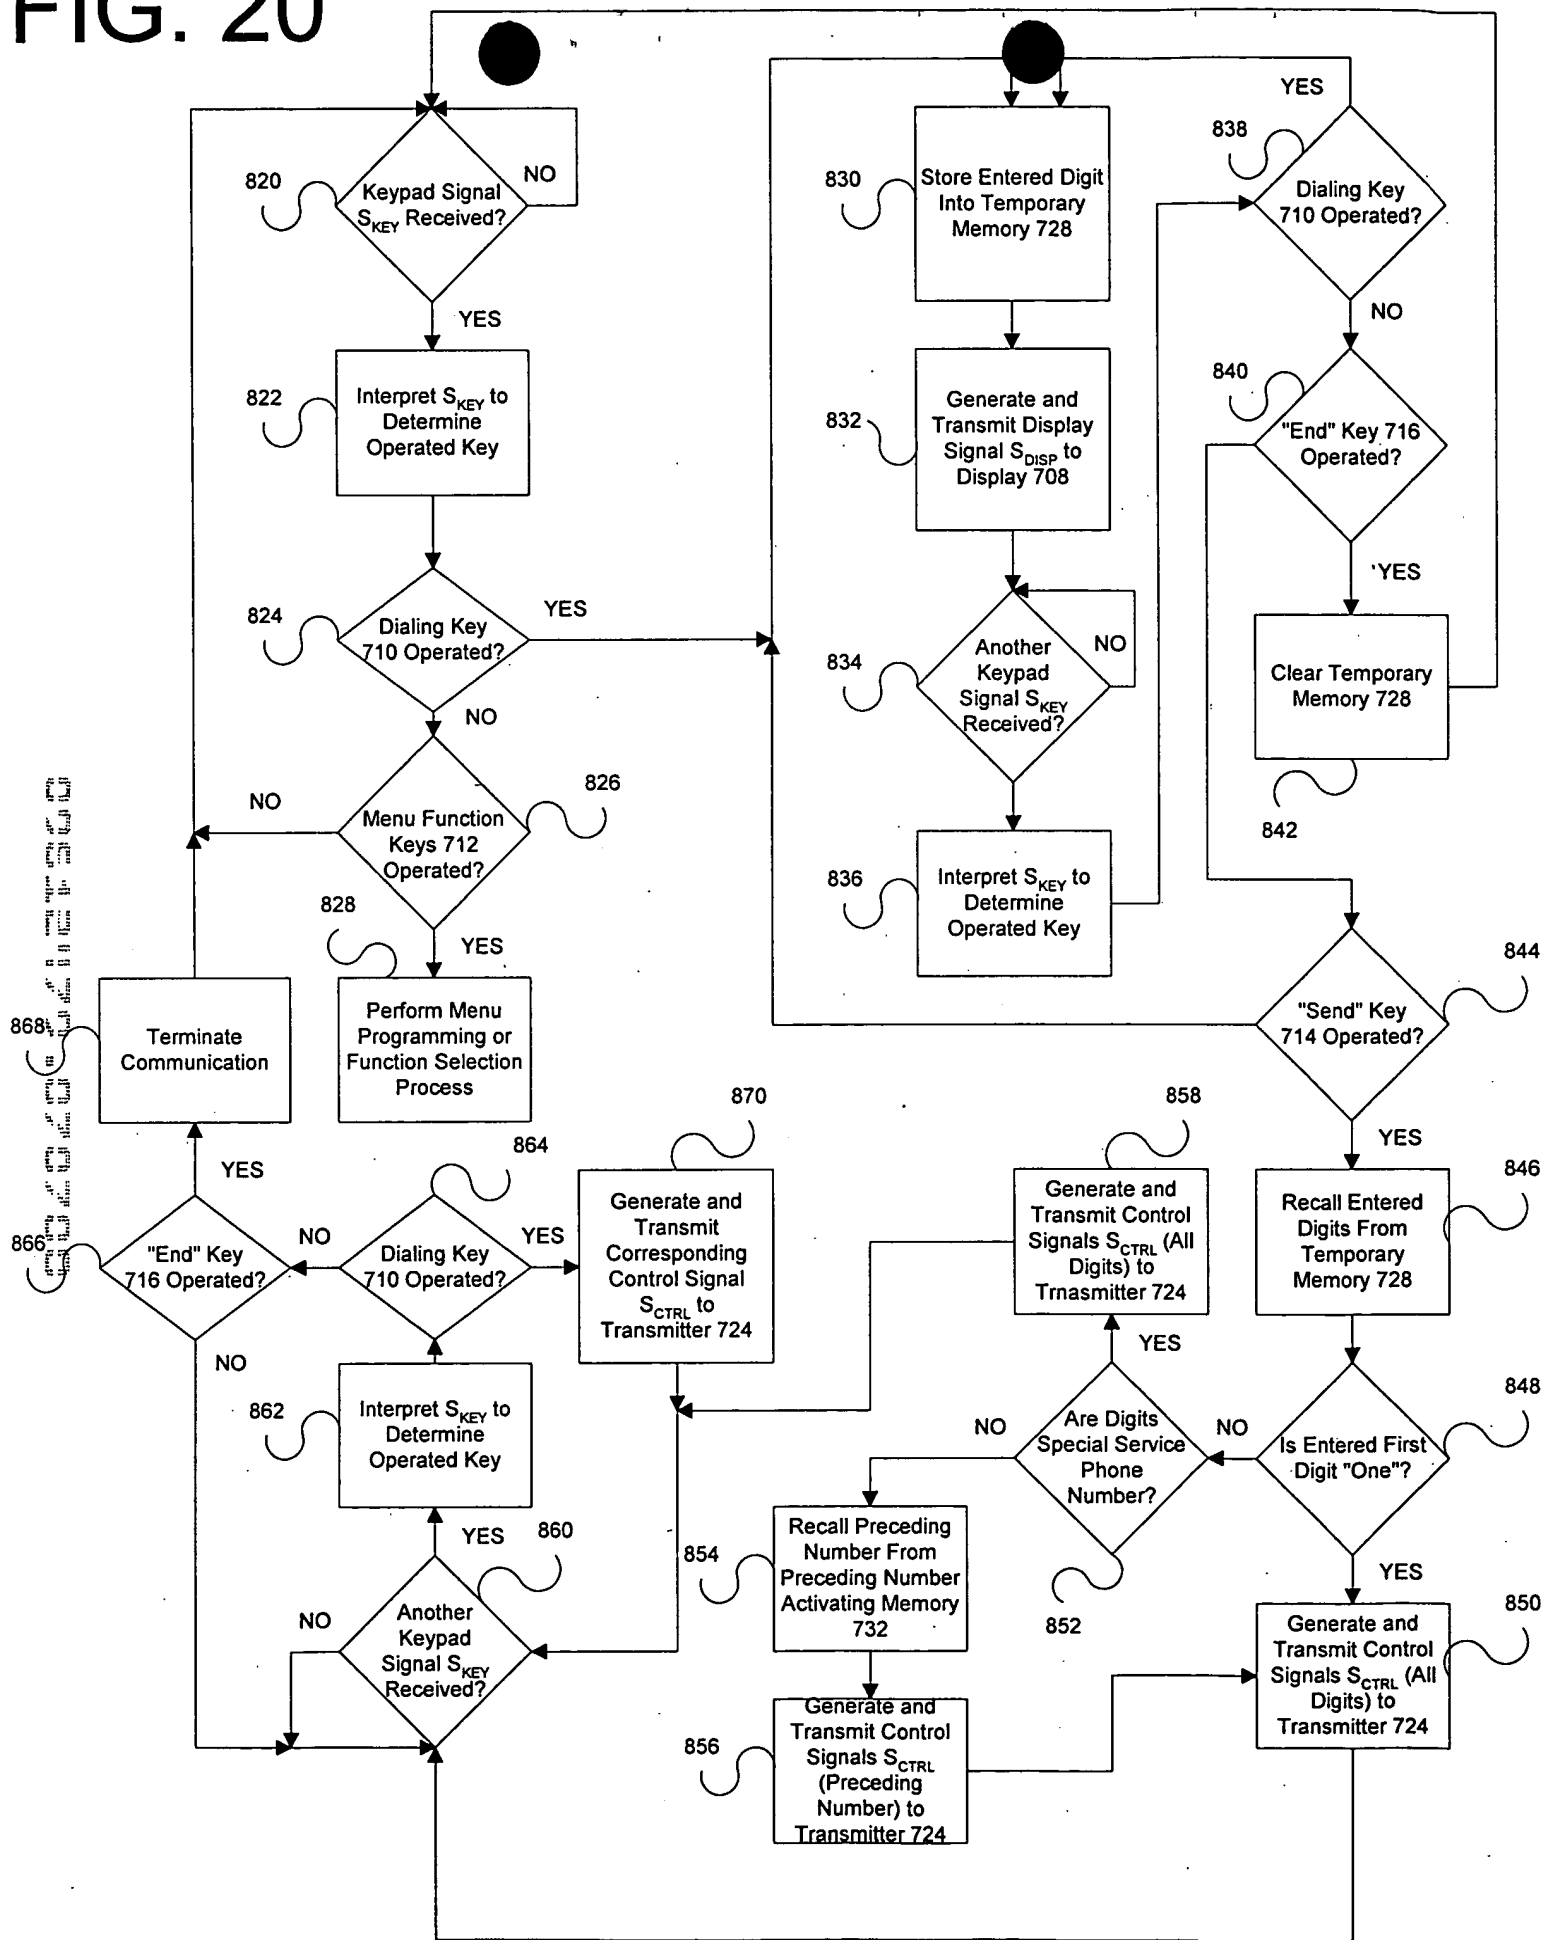 FIG. 20
820
Keypad Signal
SKEY Received?
NO
YES
822
Interpret SKEY to
Determine
Operated Key
824
Dialing Key
710 Operated?
YES
NO
826
Menu Function
Keys 712
Operated?
NO
YES
828
Perform Menu
Programming or
Function Selection
Process
830
Store Entered Digit
Into Temporary
Memory 728
832
Generate and
Transmit Display
Signal SDISP to
Display 708
834
Another
Keypad
Signal SKEY
Received?
NO
836
Interpret SKEY to
Determine
Operated Key
838
Dialing Key
710 Operated?
YES
NO
840
"End" Key 716
Operated?
YES
Clear Temporary
Memory 728
842
844
"Send" Key
714 Operated?
YES
846
Recall Entered
Digits From
Temporary
Memory 728
848
Is Entered First
Digit "One"?
NO
YES
850
Generate and
Transmit Control
Signals SCTRL (All
Digits) to
Transmitter 724
852
Are Digits
Special Service
Phone
Number?
YES
NO
858
Generate and
Transmit Control
Signals SCTRL (All
Digits) to
Trnasmitter 724
854
Recall Preceding
Number From
Preceding Number
Activating Memory
732
856
Generate and
Transmit Control
Signals SCTRL
(Preceding
Number) to
Transmitter 724
860
Another
Keypad
Signal SKEY
Received?
NO
YES
862
Interpret SKEY to
Determine
Operated Key
864
Dialing Key
710 Operated?
NO
YES
870
Generate and
Transmit
Corresponding
Control Signal
SCTRL to
Transmitter 724
866
"End" Key
716 Operated?
YES
NO
868
Terminate
Communication